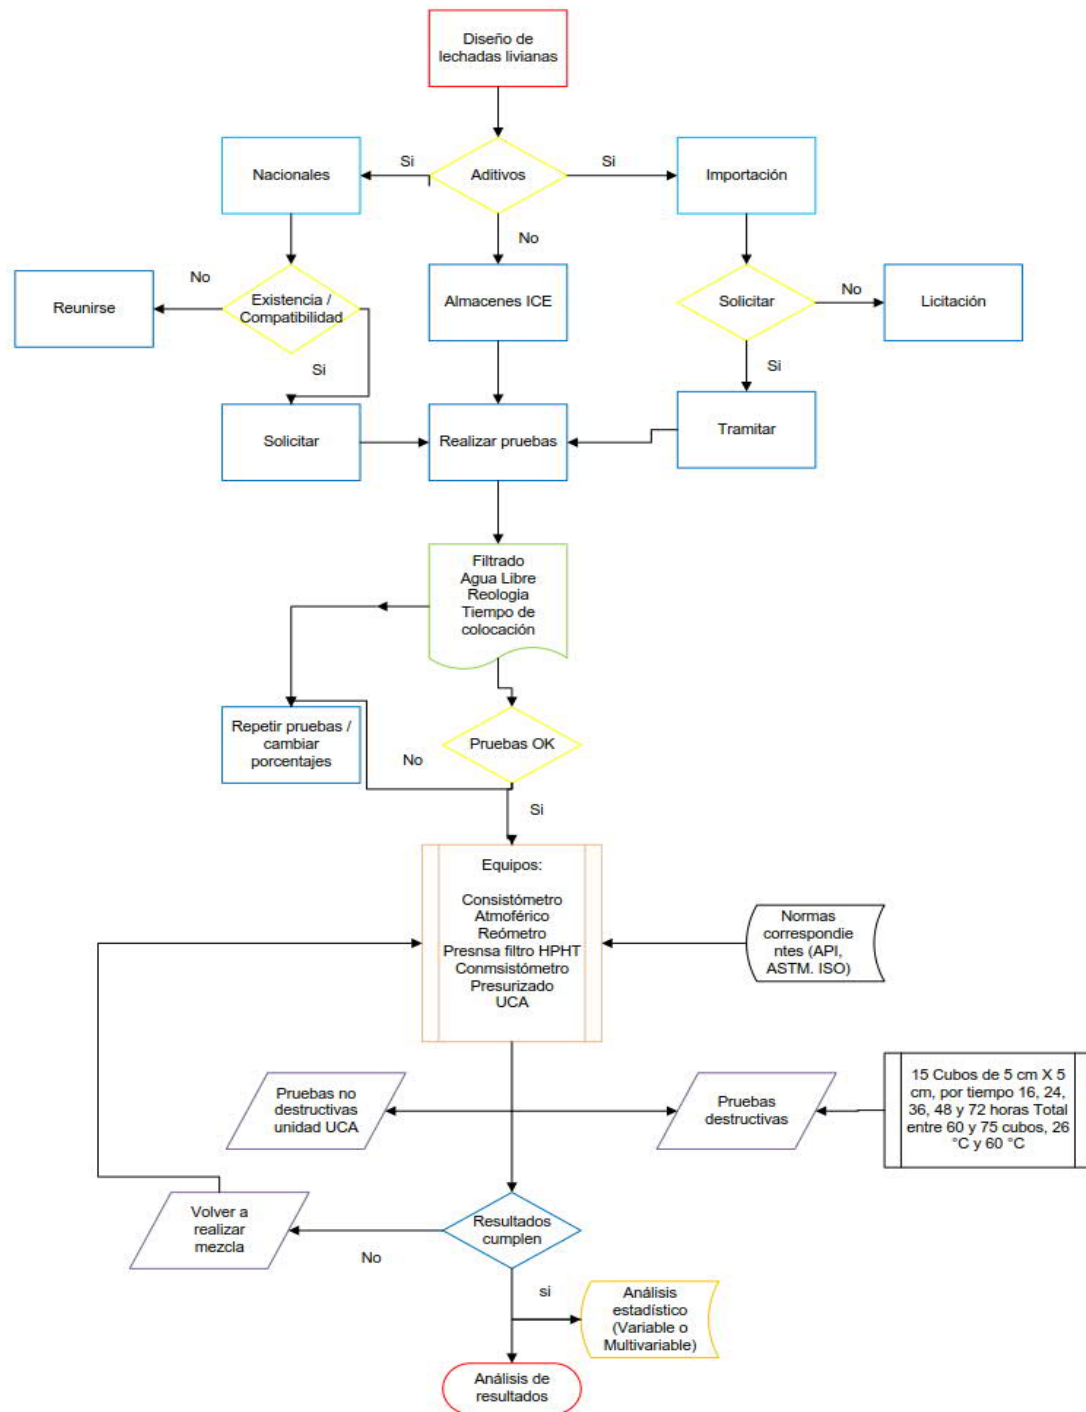 Diseño de
lechadas livianas
Nacionales
Si
Aditivos
Si
Importación
No
Reunirse
No
Existencia /
Compatibilidad
Almacenes ICE
Solicitar
No
Licitación
Si
Si
Solicitar
Realizar pruebas
Tramitar
Filtrado
Agua Libre
Reologia
Tiempo de
colocación
Repetir pruebas /
cambiar
porcentajes
No
Pruebas OK
Si
Equipos:
Consistómetro
Atmoférico
Reómetro
Presnsa filtro HPHT
Conmsistómetro
Presurizado
UCA
Normas
correspondie
ntes (API,
ASTM. ISO)
Pruebas no
destructivas
unidad UCA
Pruebas
destructivas
15 Cubos de 5 cm X 5
cm, por tiempo 16, 24,
36, 48 y 72 horas Total
entre 60 y 75 cubos, 26
°C y 60 °C
Volver a
realizar
mezcla
No
Resultados
cumplen
si
Análisis
estadístico
(Variable o
Multivariable)
Análisis de
resultados